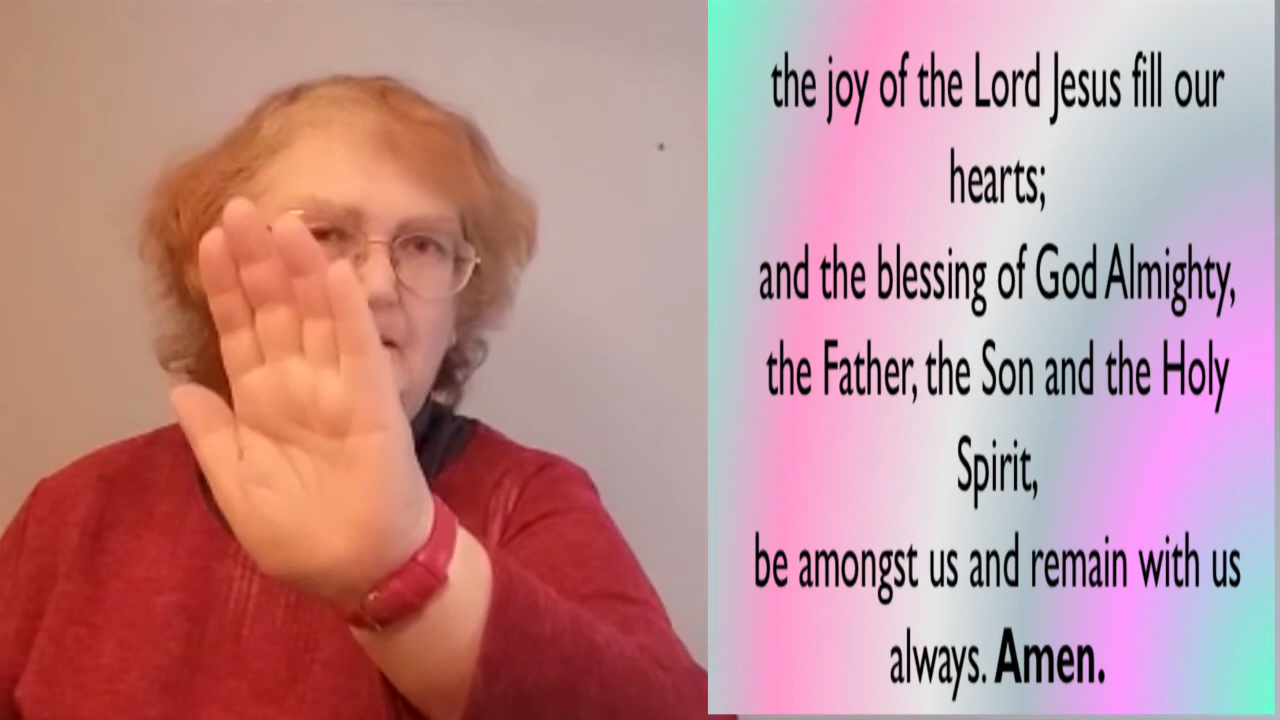 the joy of the Lord Jesus fill our
hearts;
and the blessing of God Almighty,
the Father, the Son and the Holy
Spirit,
be amongst us and remain with us
always. Amen.